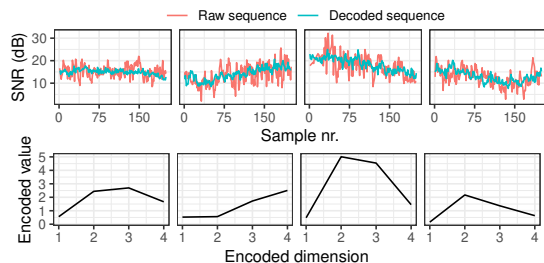 Raw sequence Decoded sequence
SNR (dB)
30
20
10
0 75 150 0 75 150 0 75 150 0 75 150
Sample nr.
Encoded value
5
4
3
2
1
0
1 2 3 4 1 2 3 4 1 2 3 4 1 2 3 4
Encoded dimension